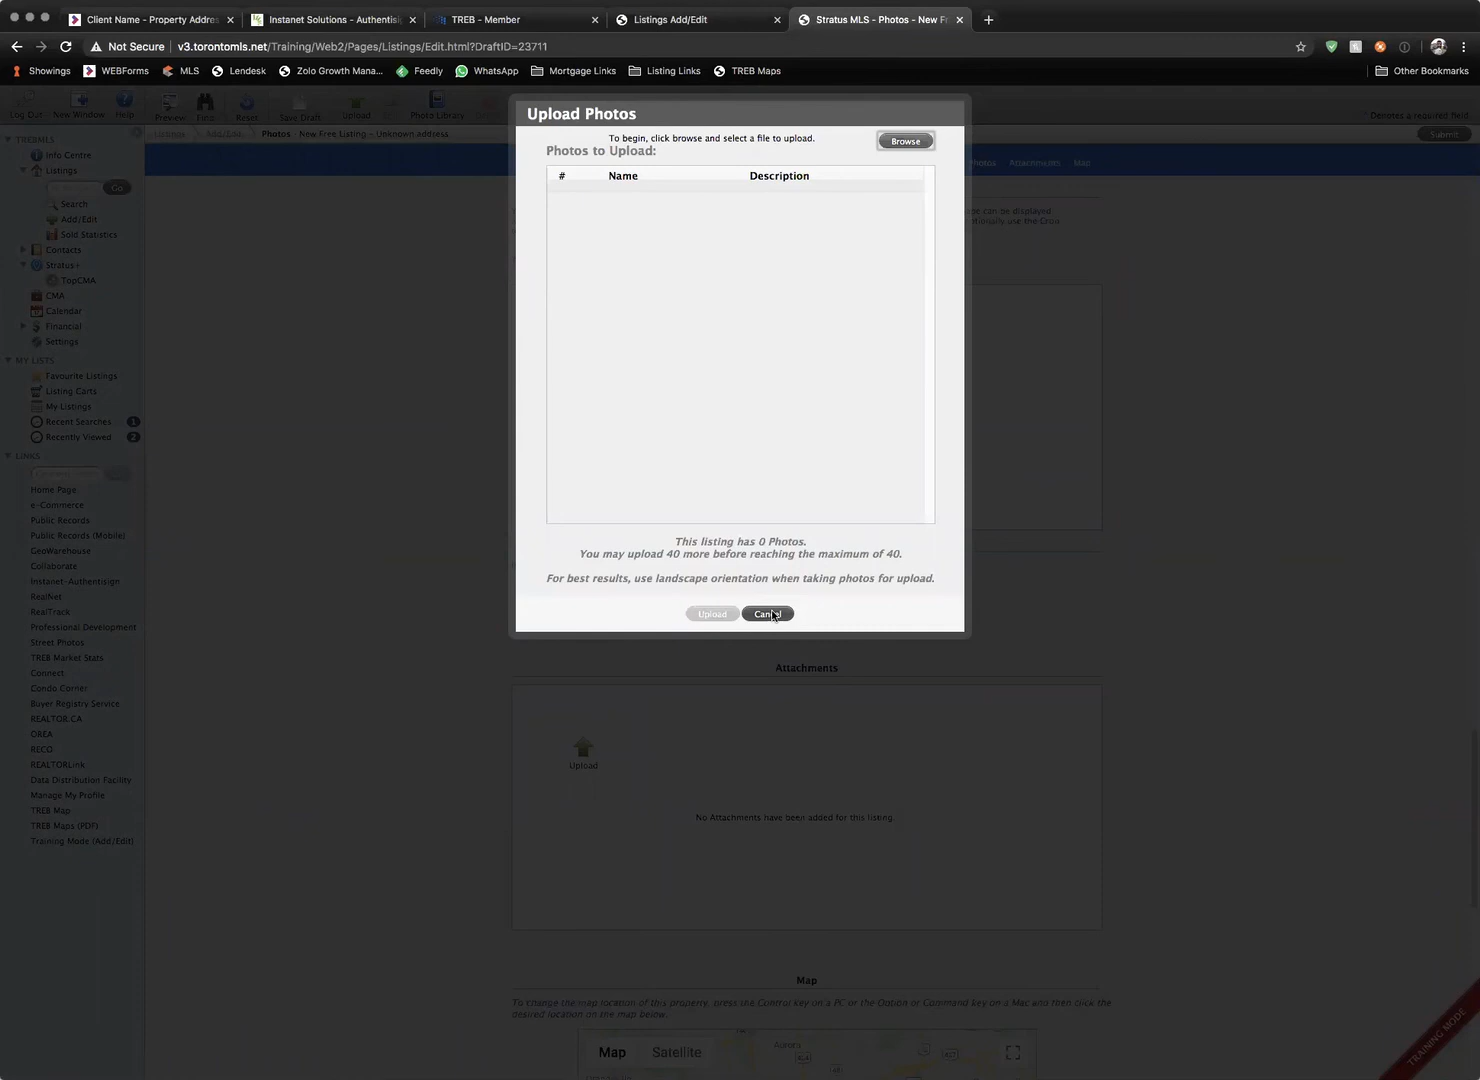 Client Name - Property Addres
Instanet Solutions - Authentisi
TREB - Member
Listings Add/Edit
Stratus MLS - Photos - New Fr
Not Secure
v3.torontomls.net/Training/Web2/Pages/Listings/Edit.html?DraftID=23711
Showings
WEBForms
MLS
Lendesk
Zolo Growth Mana...
Feedly
WhatsApp
Mortgage Links
Listing Links
TREB Maps
Other Bookmarks
Log Out
New Window
Help
Preview
Find
Reset
Save Draft
Upload
Photo Library
* Denotes a required field
Listings
Add/Edit
Photos - New Free Listing - Unknown address
Submit
Photos
Attachments
Map
THE MLS
Info Centre
Listings
Go
Search
Add/Edit
Sold Statistics
Contacts
Stratus+
TopCMA
CMA
Calendar
Financial
Settings
MY LISTS
Favourite Listings
Listing Carts
My Listings
Recent Searches 1
Recently Viewed 2
LINKS
Home Page
e-Commerce
Public Records
Public Records (Mobile)
GeoWarehouse
Collaborate
Instanet-Authentisign
RealNet
RealTrack
Professional Development
Street Photos
TREB Market Stats
Connect
Condo Corner
Buyer Registry Service
REALTOR.CA
OREA
RECO
REALTORLink
Data Distribution Facility
Manage My Profile
TREB Map
TREB Maps (PDF)
Training Mode (Add/Edit)
Upload Photos
To begin, click browse and select a file to upload.
Browse
Photos to Upload:
# Name Description
This listing has 0 Photos.
You may upload 40 more before reaching the maximum of 40.
For best results, use landscape orientation when taking photos for upload.
Upload
Cancel
can be displayed
tionally use the Crop
Attachments
Upload
No Attachments have been added for this listing.
Map
To change the map location of this property, press the Control key on a PC or the Option or Command key on a Mac and then click the
desired location on the map below.
Map
Satellite
Aurora
TRAINING MODE